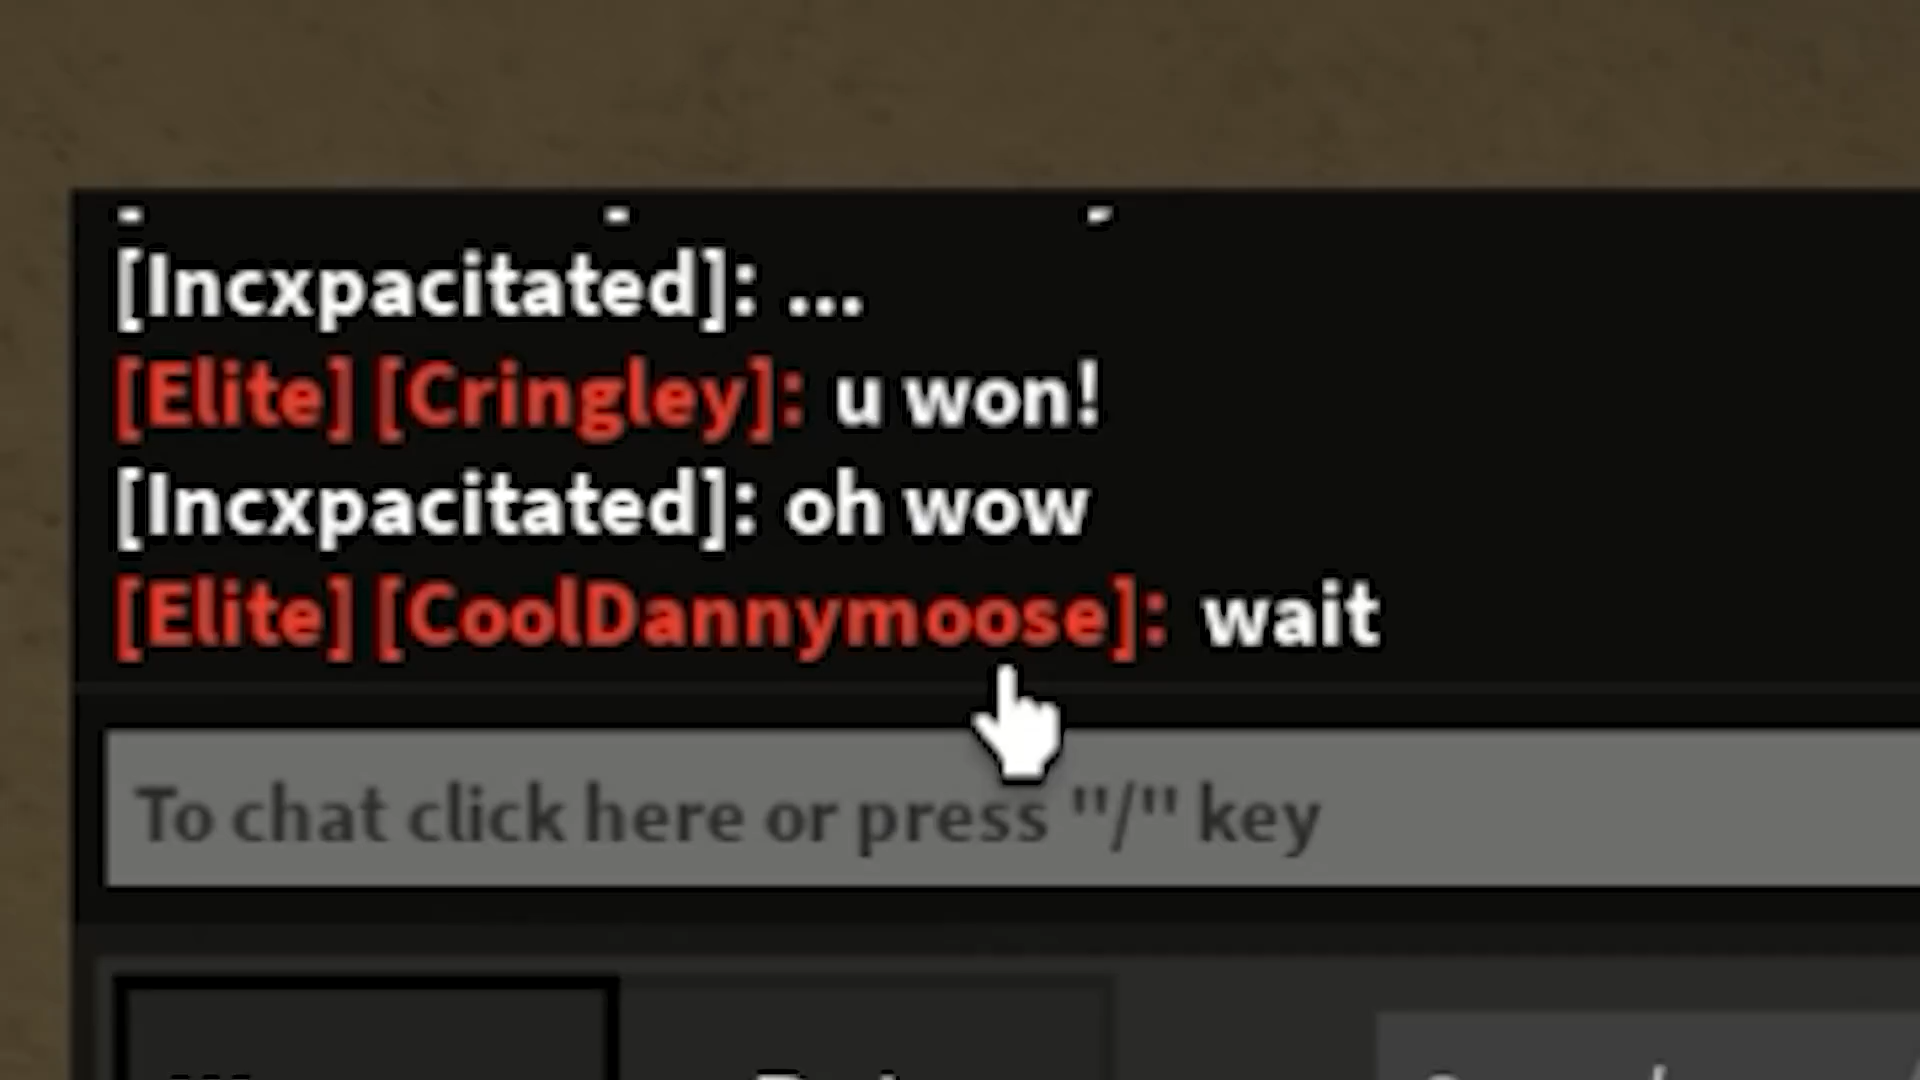 [Incxpacitated]: ...
[Elite] [Cringley]: u won!
[Incxpacitated]: oh wow
[Elite] [CoolDannymoose]: wait
To chat click here or press "/" key